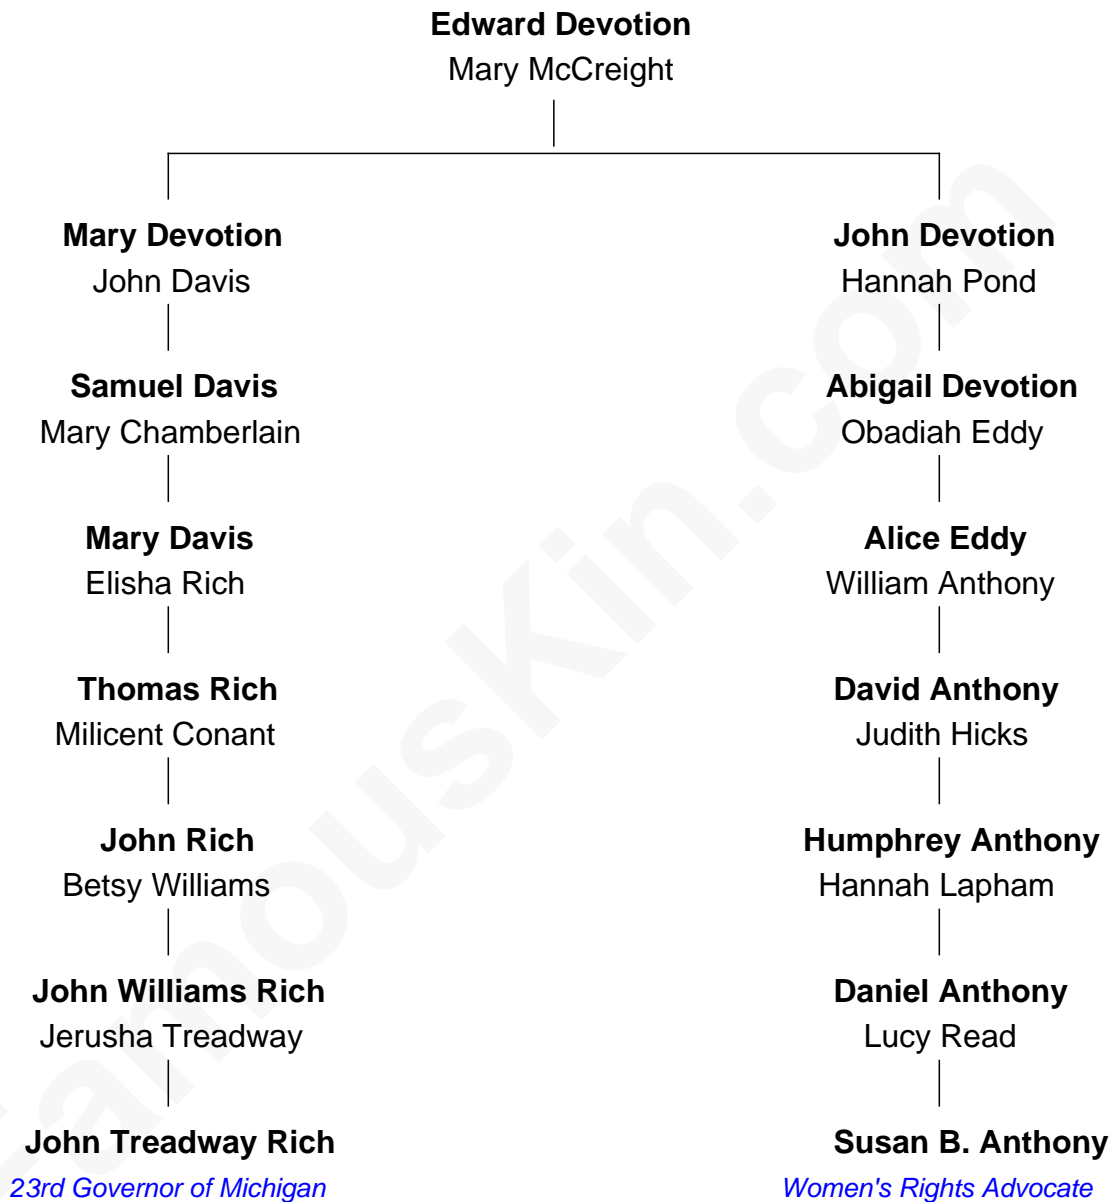 Edward Devotion
Mary McCreight
Mary Devotion
John Davis
John Devotion
Hannah Pond
Samuel Davis
Mary Chamberlain
Abigail Devotion
Obadiah Eddy
Mary Davis
Elisha Rich
Alice Eddy
William Anthony
Thomas Rich
Milicent Conant
David Anthony
Judith Hicks
John Rich
Betsy Williams
Humphrey Anthony
Hannah Lapham
John Williams Rich
Jerusha Treadway
Daniel Anthony
Lucy Read
John Treadway Rich
23rd Governor of Michigan
Susan B. Anthony
Women's Rights Advocate
FamousKin.com